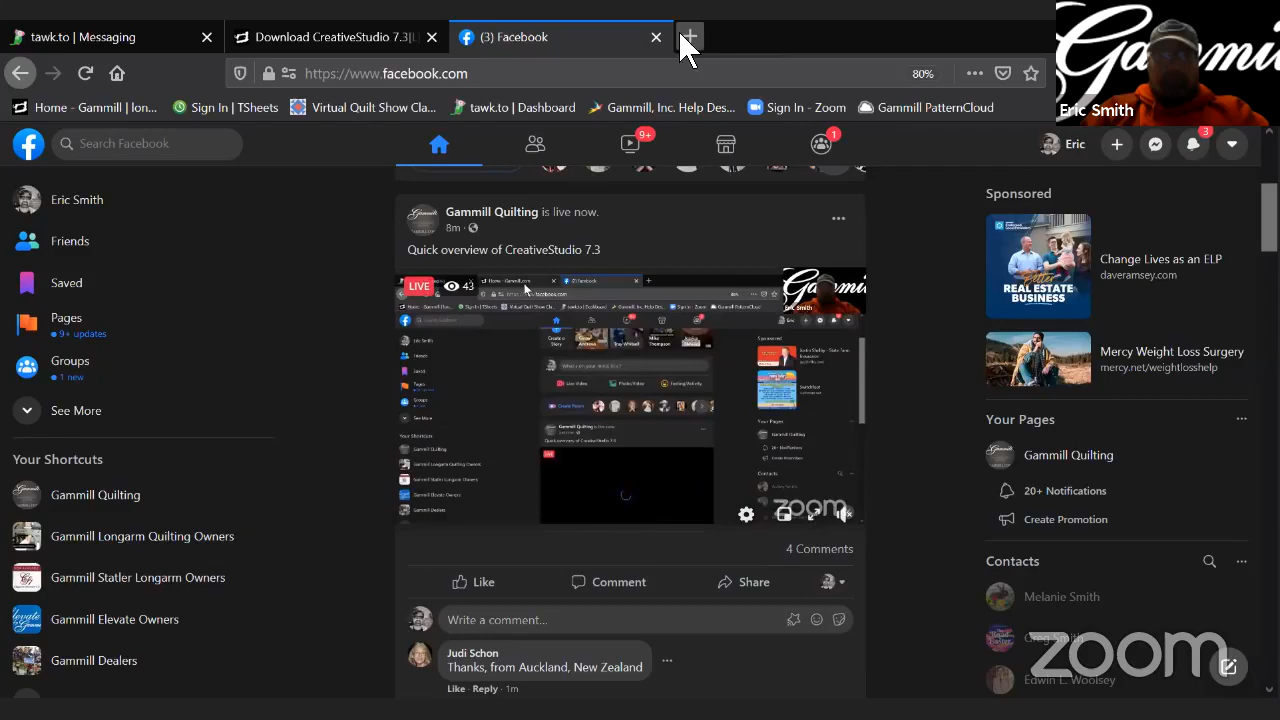 tawk.to | Messaging
Download CreativeStudio 7.3
(3) Facebook
https://www.facebook.com
80%
Home - Gammill | lon...
Sign In | TSheets
Virtual Quilt Show Cla...
tawk.to | Dashboard
Gammill, Inc. Help Des...
Sign In - Zoom
Gammill PatternCloud
Eric Smith
Search Facebook
9+
1
Eric
3
Eric Smith
Friends
Saved
Pages
9+ updates
Groups
1 new
See More
Your Shortcuts
Gammill Quilting
Gammill Longarm Quilting Owners
Gammill Statler Longarm Owners
Gammill Elevate Owners
Gammill Dealers
Gammill Quilting is live now.
8m
Quick overview of CreativeStudio 7.3
LIVE
43
zoom
4 Comments
Like
Comment
Share
Write a comment...
Judi Schon
Thanks, from Auckland, New Zealand
Like · Reply · 1m
Sponsored
Better
REAL ESTATE
BUSINESS
Change Lives as an ELP
daveramsey.com
Mercy Weight Loss Surgery
mercy.net/weightlosshelp
Your Pages
Gammill Quilting
20+ Notifications
Create Promotion
Contacts
Melanie Smith
Greg Smith
Edwin L. Woolsey
zoom